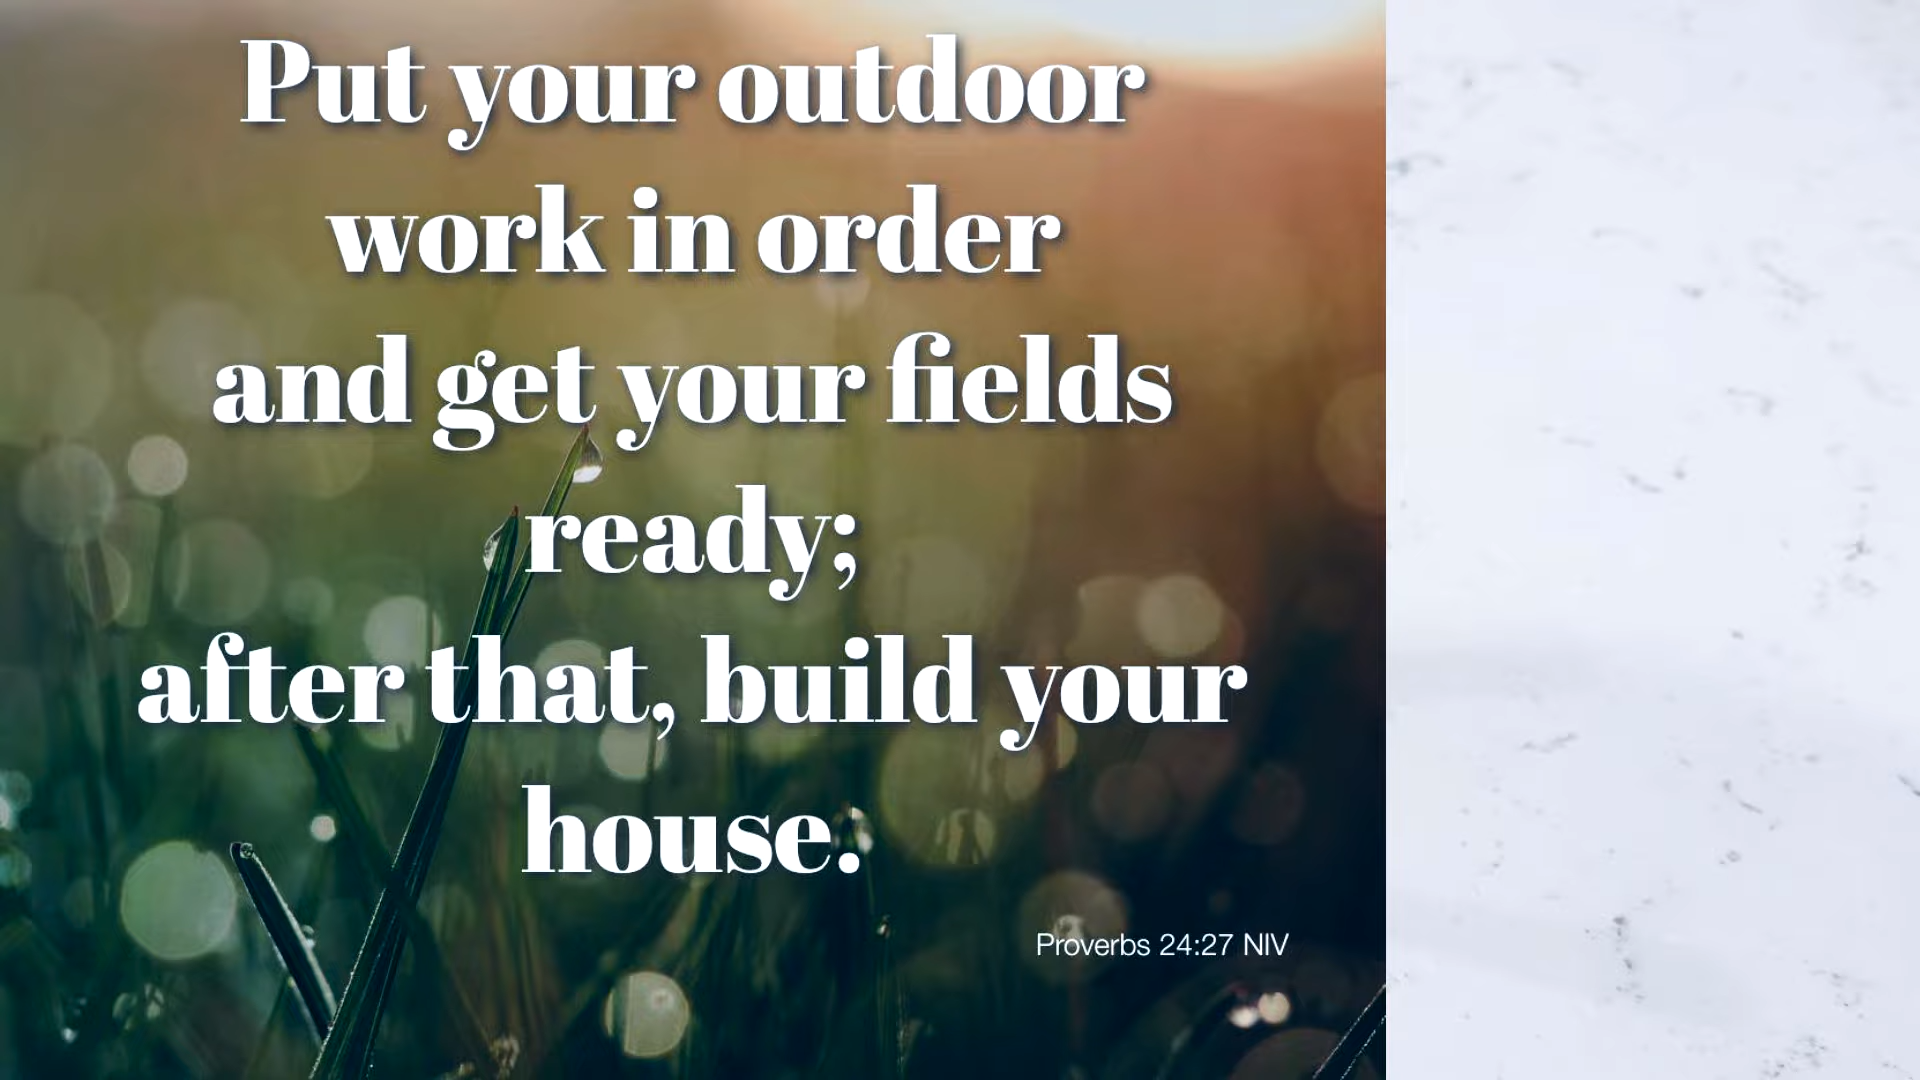 Put your outdoor
work in order
and get your fields
ready;
after that, build your
house.
Proverbs 24:27 NIV